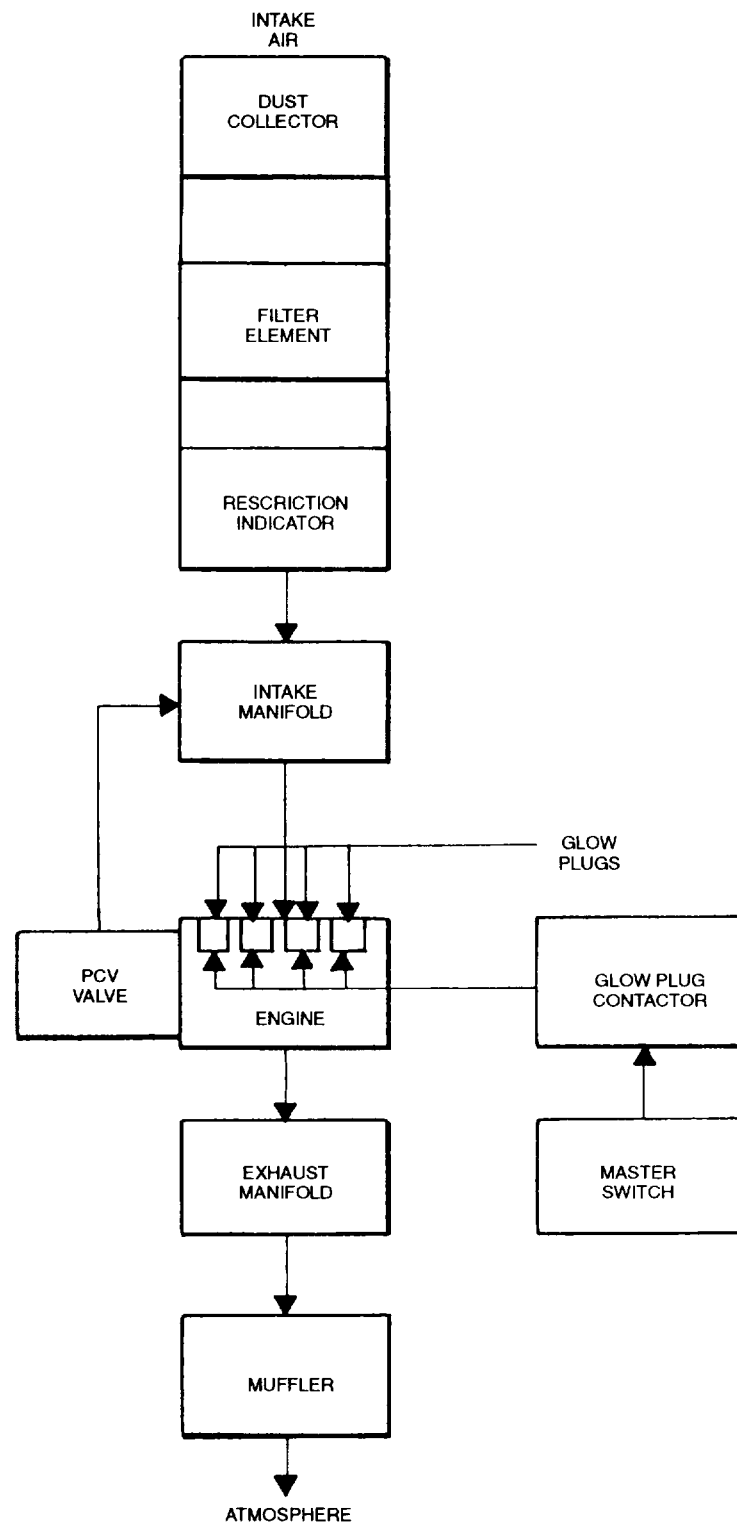 INTAKE
AIR
DUST
COLLECTOR
FILTER
ELEMENT
RESCRICTION
INDICATOR
INTAKE
MANIFOLD
GLOW
PLUGS
PCV
VALVE
ENGINE
GLOW PLUG
CONTACTOR
EXHAUST
MANIFOLD
MASTER
SWITCH
MUFFLER
ATMOSPHERE